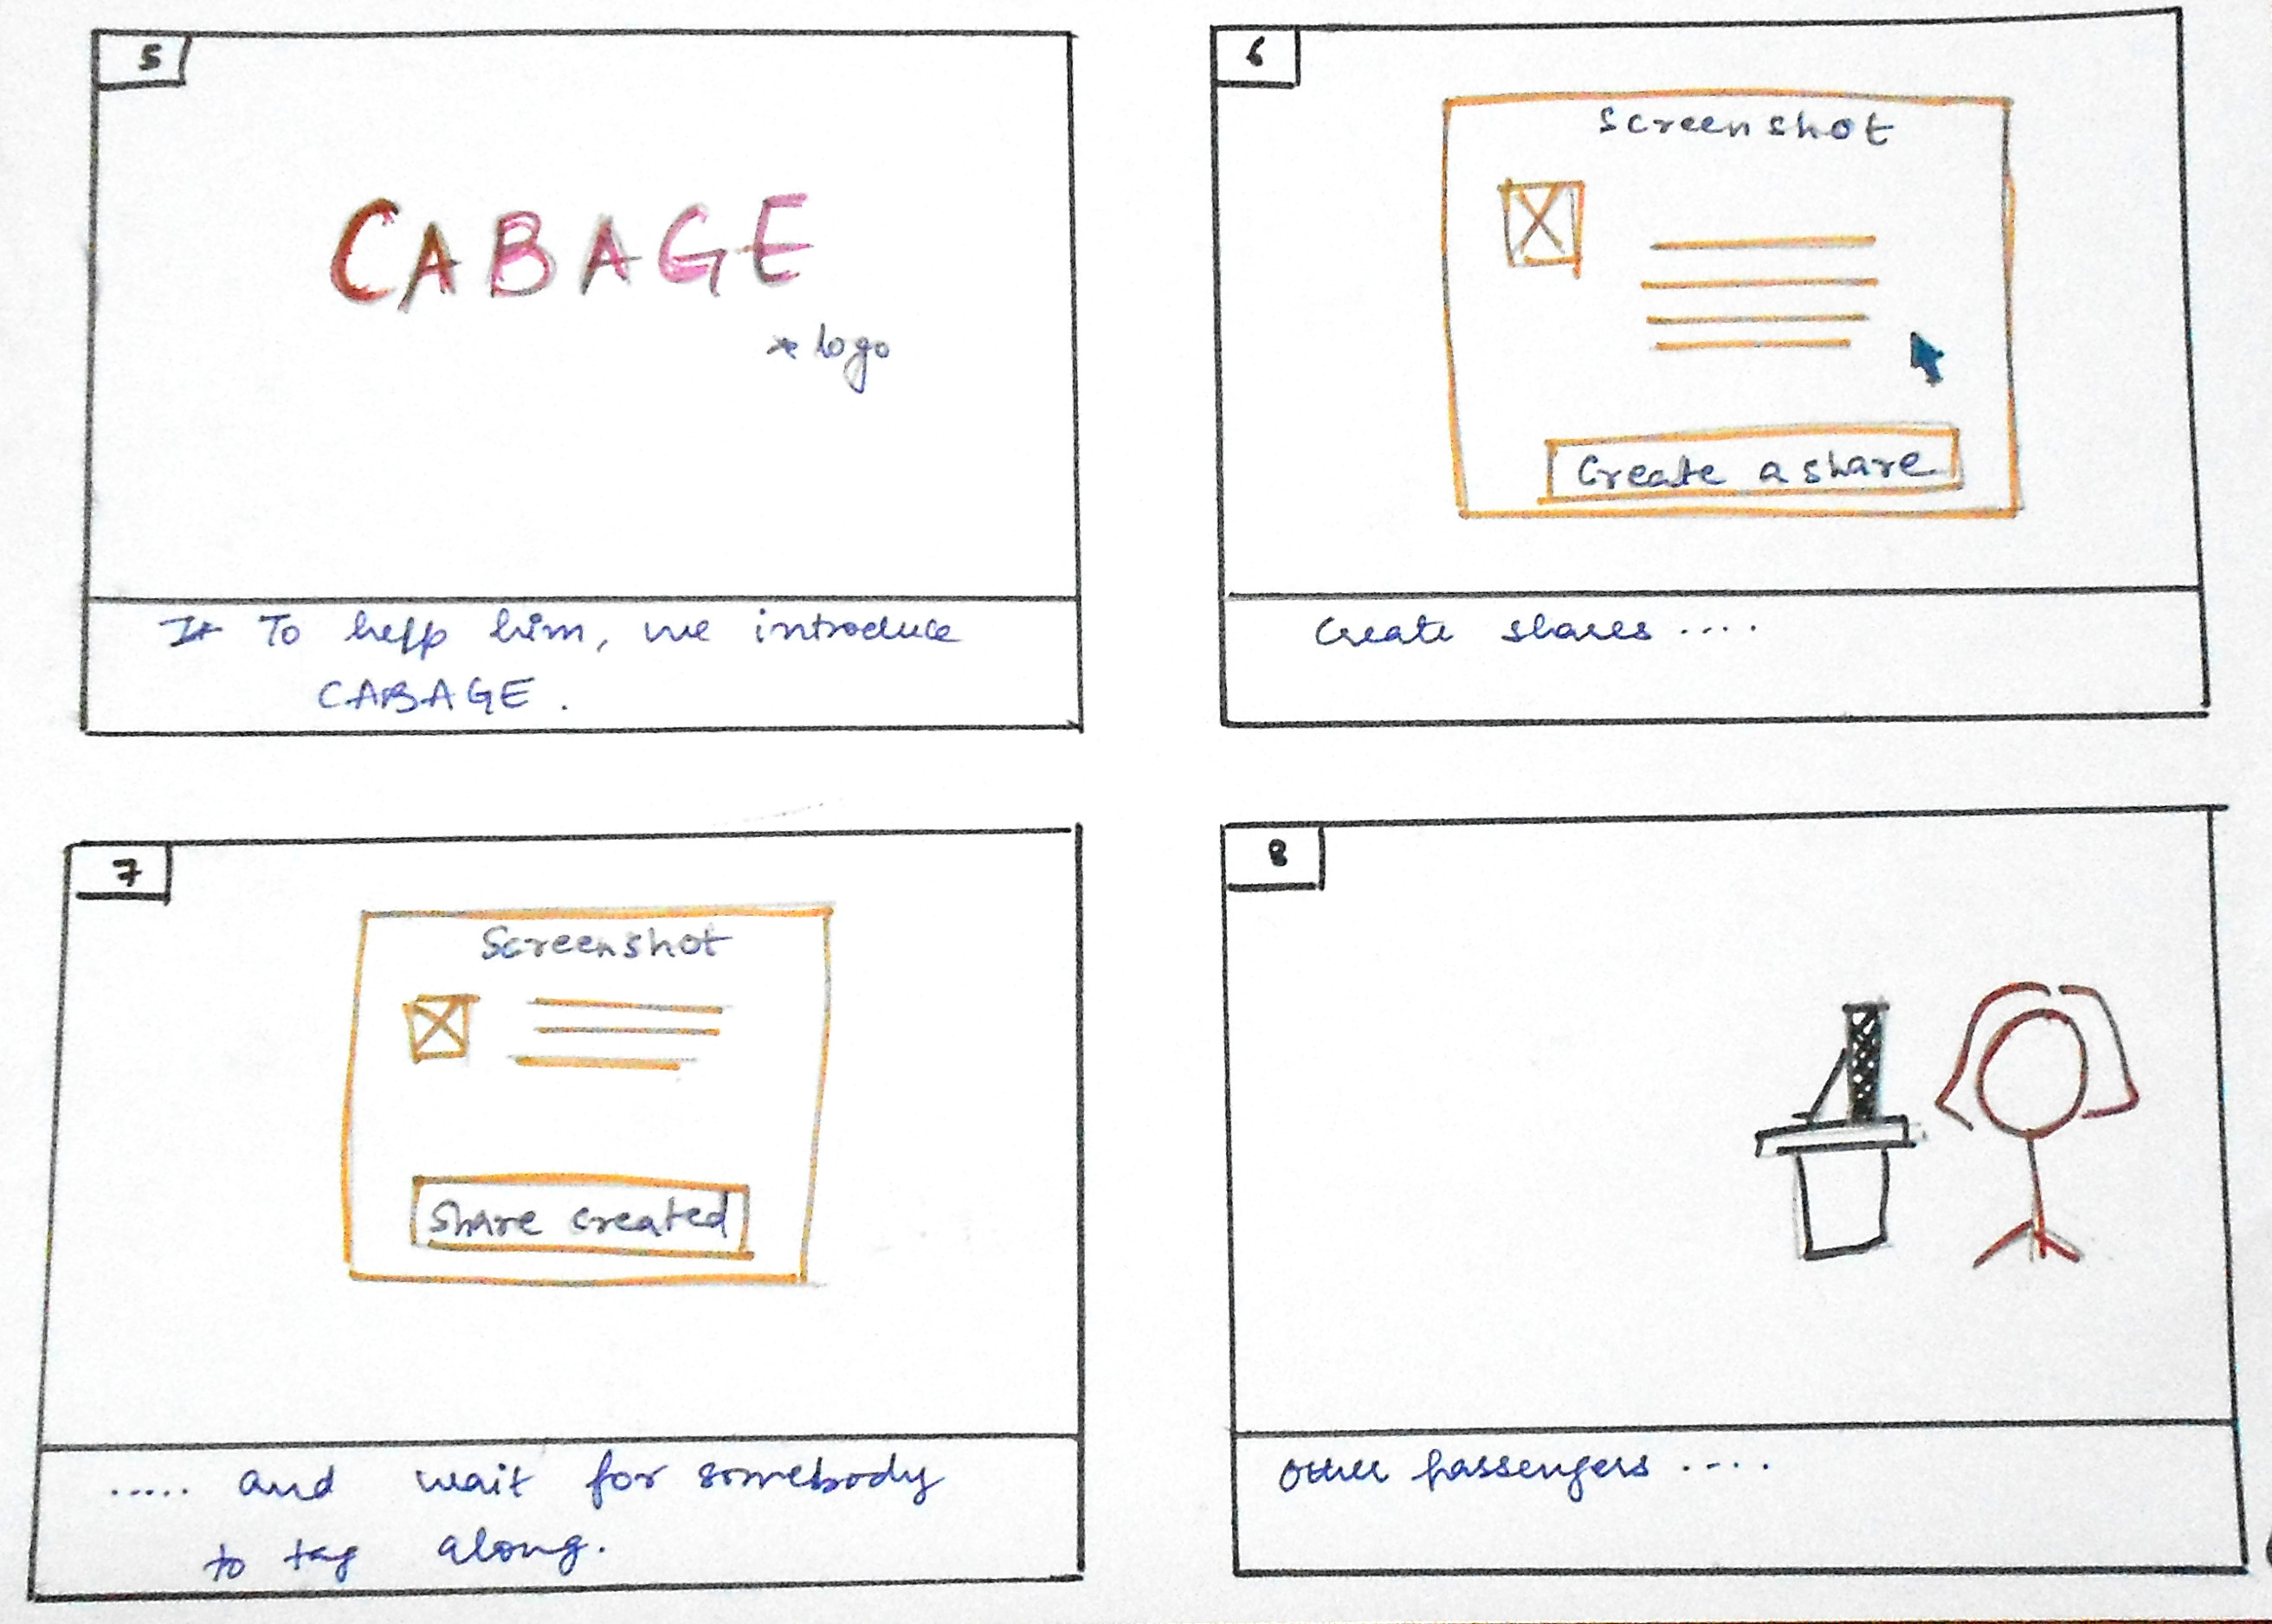 5
CABAGE
* logo
To help him, we introduce
CABAGE.
6
Screenshot
Create a share
Create shares ....
7
Screenshot
Share created
..... and wait for somebody
to tag along.
8
Other passengers ....